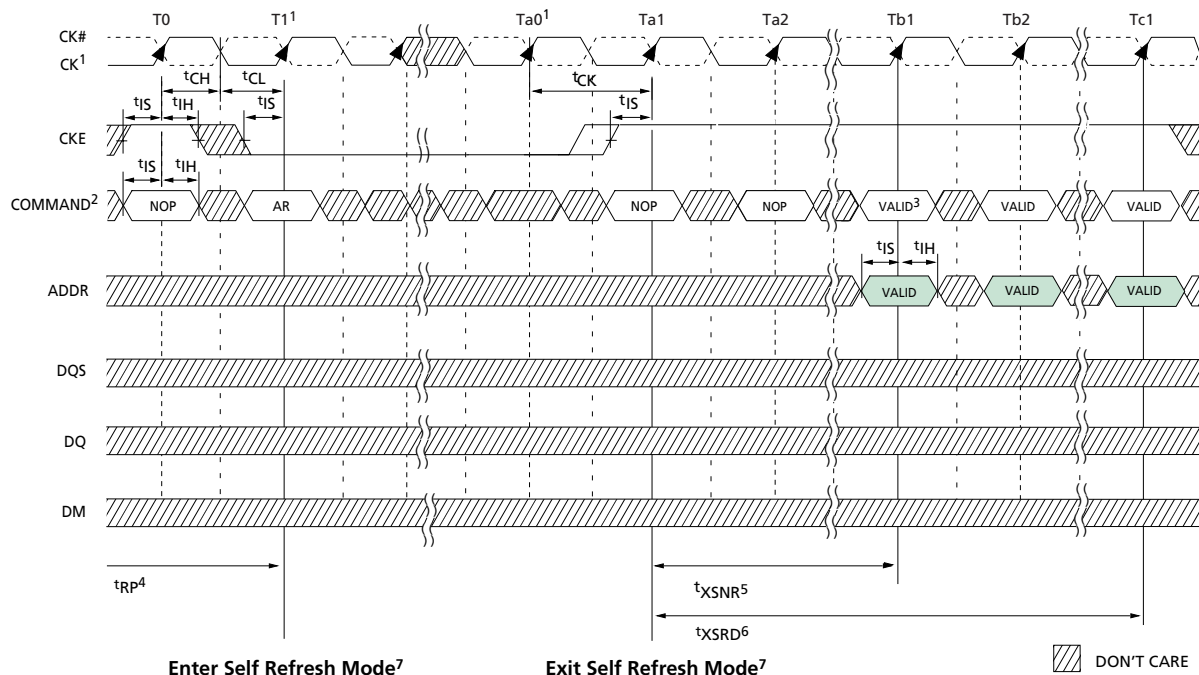 T0 T1¹ Ta0¹ Ta1 Ta2 Tb1 Tb2 Tc1
CK#
CK¹
tCH tCL tCK
tIS tIH tIS tIS
CKE
tIS tIH
COMMAND² NOP AR NOP NOP VALID³ VALID VALID
tIS tIH
ADDR VALID VALID VALID
DQS
DQ
DM
tRP⁴ tXSNR⁵
tXSRD⁶
Enter Self Refresh Mode⁷ Exit Self Refresh Mode⁷ DON'T CARE